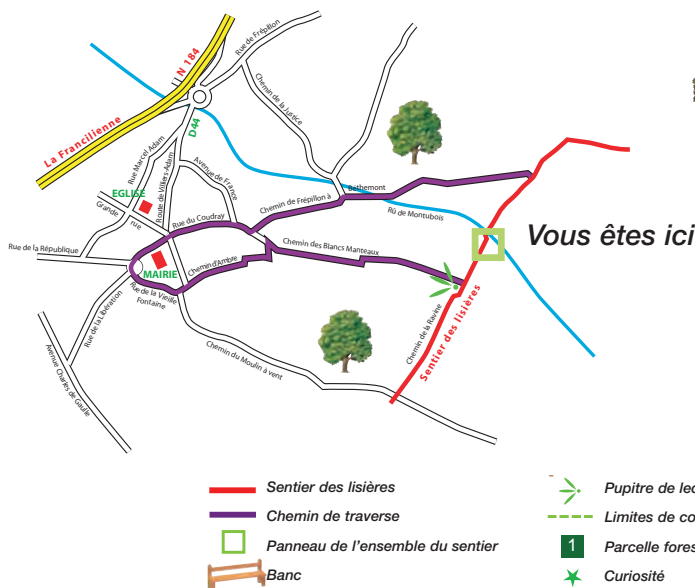 Rue de Frépillon
N 184
La Francilienne
Chemin de la Justice
D44
Rue Marcel Adam
Route de Villiers-Adam
Avenue de France
EGLISE
Grande rue
Béthemont
Chemin de Frépillon à
Rû de Montubois
Rue du Coudray
Vous êtes ici
Rue de la République
Chemin des Blancs Manteaux
MAIRIE
Chemin d'Ambre
Rue de la Vieille
Fontaine
Rue de la Libération
Chemin de la Ravine
Sentier des lisières
Avenue Charles de Gaulle
Chemin du Moulin à vent
Sentier des lisières
Pupitre de lec
Chemin de traverse
Limites de co
Panneau de l'ensemble du sentier
1
Parcelle fores
Banc
Curiosité